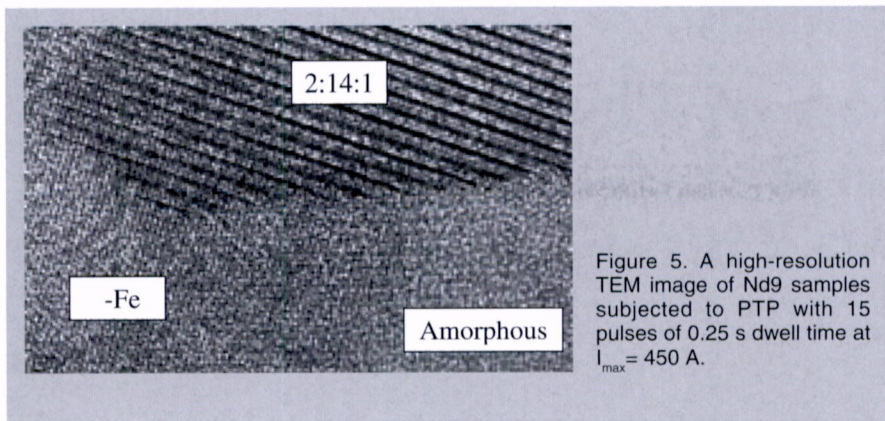 2:14:1
-Fe
Amorphous
Figure 5. A high-resolution
TEM image of Nd9 samples
subjected to PTP with 15
pulses of 0.25 s dwell time at
I_max = 450 A.